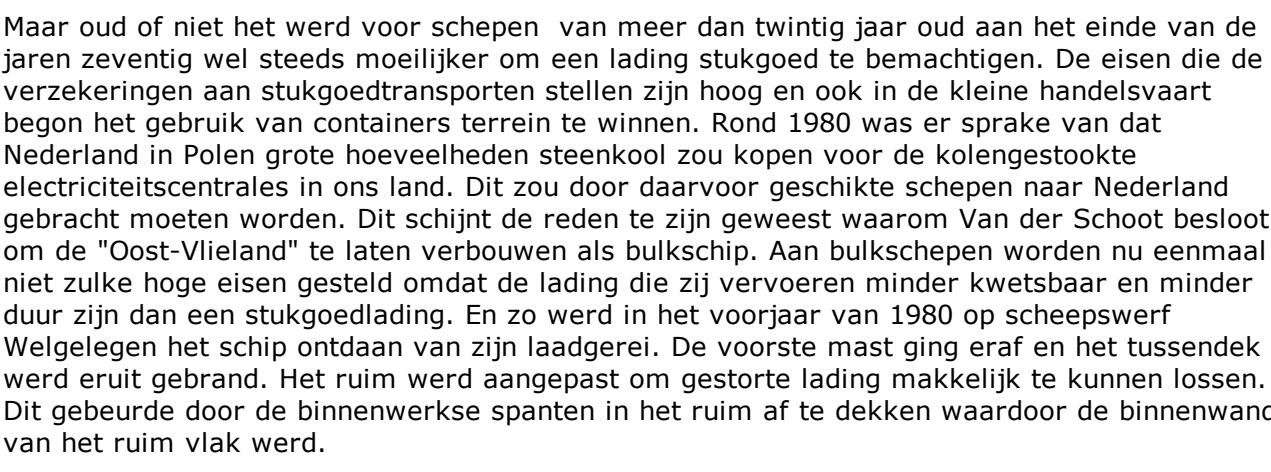 Maar oud of niet het werd voor schepen  van meer dan twintig jaar oud aan het einde van de
jaren zeventig wel steeds moeilijker om een lading stukgoed te bemachtigen. De eisen die de
verzekeringen aan stukgoedtransporten stellen zijn hoog en ook in de kleine handelsvaart
begon het gebruik van containers terrein te winnen. Rond 1980 was er sprake van dat
Nederland in Polen grote hoeveelheden steenkool zou kopen voor de kolengestookte
electriciteitscentrales in ons land. Dit zou door daarvoor geschikte schepen naar Nederland
gebracht moeten worden. Dit schijnt de reden te zijn geweest waarom Van der Schoot besloot
om de "Oost-Vlieland" te laten verbouwen als bulkschip. Aan bulkschepen worden nu eenmaal
niet zulke hoge eisen gesteld omdat de lading die zij vervoeren minder kwetsbaar en minder
duur zijn dan een stukgoedlading. En zo werd in het voorjaar van 1980 op scheepswerf
Welgelegen het schip ontdaan van zijn laadgerei. De voorste mast ging eraf en het tussendek
werd eruit gebrand. Het ruim werd aangepast om gestorte lading makkelijk te kunnen lossen.
Dit gebeurde door de binnenwerkse spanten in het ruim af te dekken waardoor de binnenwand
van het ruim vlak werd.